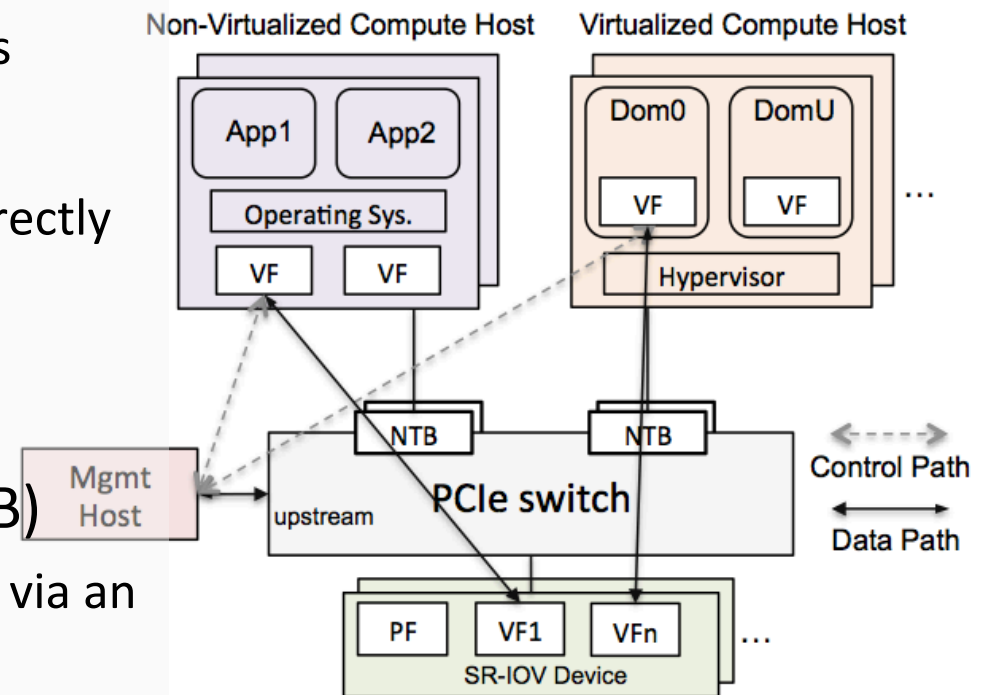 Non-Virtualized Compute Host
Virtualized Compute Host
s
App1
App2
Dom0
DomU
VF
VF
...
rectly
Operating Sys.
VF
VF
Hypervisor
NTB
NTB
Control Path
Mgmt
Host
B)
upstream
PCIe switch
Data Path
via an
PF
VF1
VFn
...
SR-IOV Device